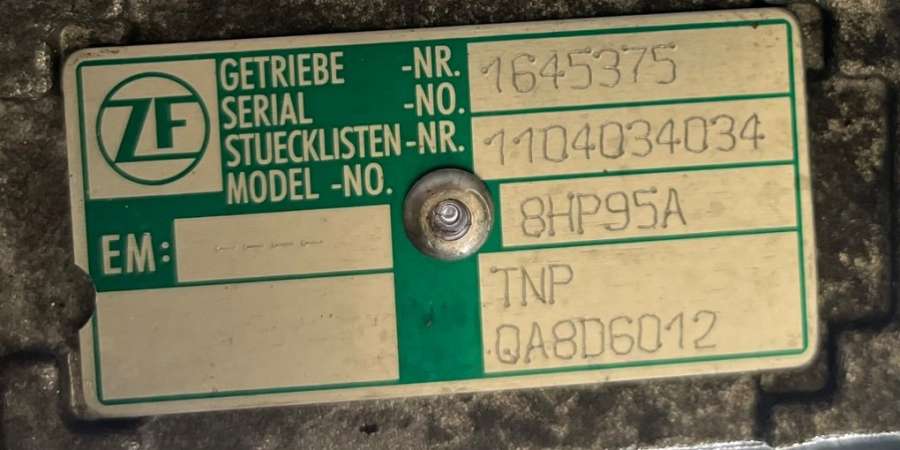 ZF
GETRIEBE -NR. 1645375
SERIAL -NO.
STUECKLISTEN-NR. 1104034034
MODEL -NO.
8HP95A
EM: ----
TNP
QA8D6012